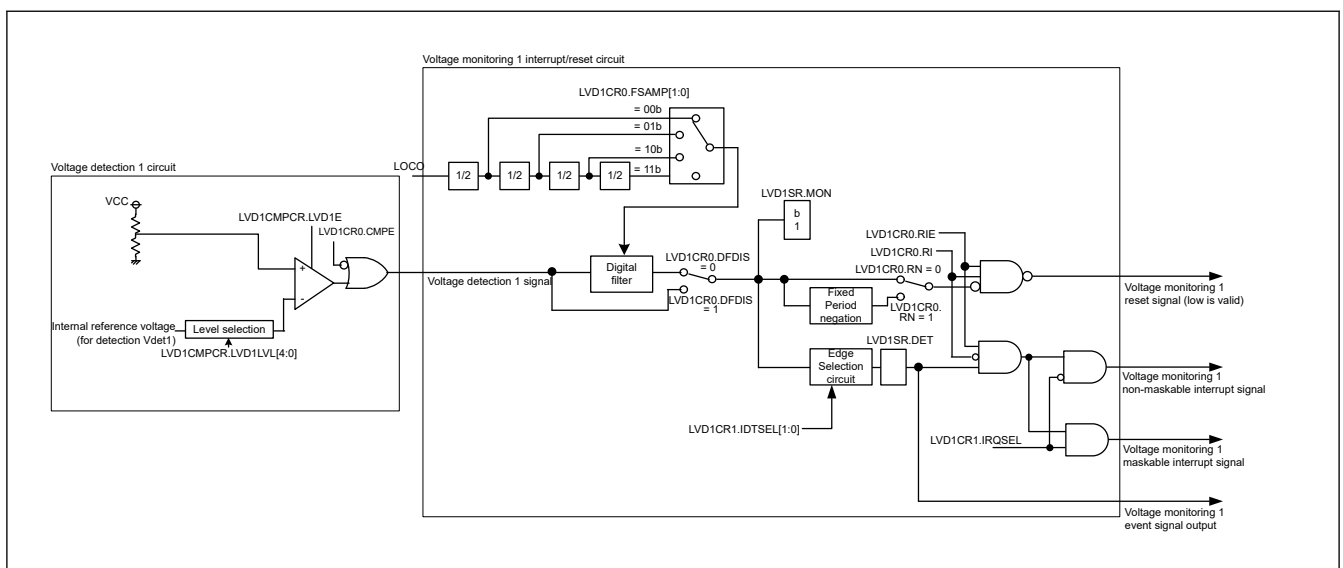 Voltage monitoring 1 interrupt/reset circuit
LVD1CR0.FSAMP[1:0]
= 00b
= 01b
= 10b
= 11b
LOCO
1/2
1/2
1/2
1/2
Voltage detection 1 circuit
VCC
LVD1CMPCR.LVD1E
LVD1CR0.CMPE
+
-
Internal reference voltage
(for detection Vdet1)
Level selection
LVD1CMPCR.LVD1LVL[4:0]
Voltage detection 1 signal
Digital
filter
LVD1CR0.DFDIS
= 0
LVD1CR0.DFDIS
= 1
LVD1SR.MON
b
1
LVD1CR0.RIE
LVD1CR0.RI
LVD1CR0.RN = 0
Fixed
Period
negation
LVD1CR0.
RN = 1
Voltage monitoring 1
reset signal (low is valid)
LVD1SR.DET
Edge
Selection
circuit
LVD1CR1.IDTSEL[1:0]
LVD1CR1.IRQSEL
Voltage monitoring 1
non-maskable interrupt signal
Voltage monitoring 1
maskable interrupt signal
Voltage monitoring 1
event signal output